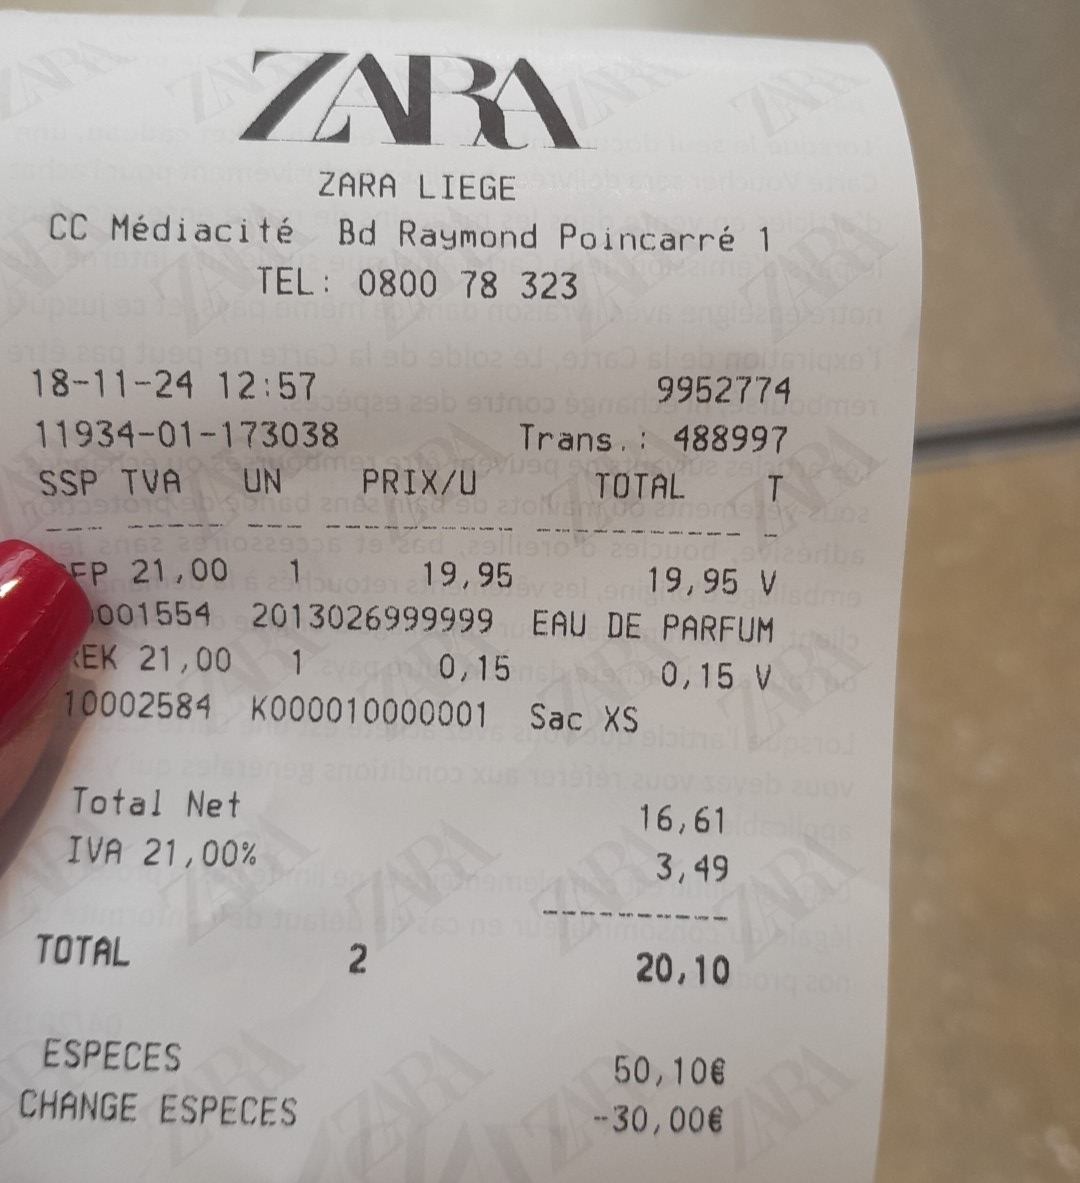 ZARA
ZARA LIEGE
CC Médiacité Bd Raymond Poincarré 1
TEL: 0800 78 323
18-11-24 12:57 9952774
11934-01-173038 Trans.: 488997
SSP TVA UN PRIX/U TOTAL T
21,00 1 19,95 19,95 V
2013026999999 EAU DE PARFUM
21,00 1 0,15 0,15 V
10002584 K000010000001 Sac XS
Total Net 16,61
IVA 21,00% 3,49
TOTAL 2 20,10
ESPECES 50,10€
CHANGE ESPECES -30,00€